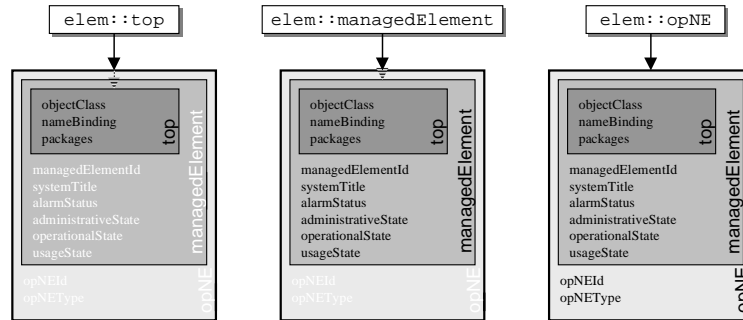 elem::top
objectClass
nameBinding
packages
top
managedElementId
systemTitle
alarmStatus
administrativeState
operationalState
usageState
managedElement
opNEId
opNEType
opNE
elem::managedElement
objectClass
nameBinding
packages
top
managedElementId
systemTitle
alarmStatus
administrativeState
operationalState
usageState
managedElement
opNEId
opNEType
opNE
elem::opNE
objectClass
nameBinding
packages
top
managedElementId
systemTitle
alarmStatus
administrativeState
operationalState
usageState
managedElement
opNEId
opNEType
opNE